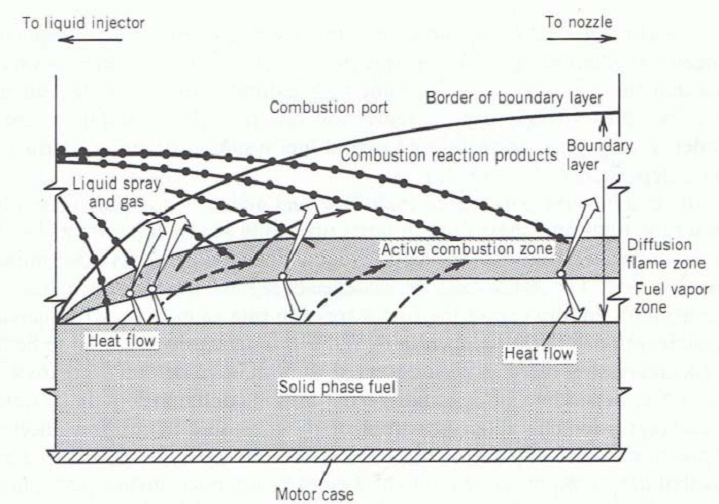 To liquid injector
To nozzle
Combustion port
Border of boundary layer
Combustion reaction products
Boundary
layer
Liquid spray
and gas
Active combustion zone
Diffusion
flame zone
Fuel vapor
zone
Heat flow
Heat flow
Solid phase fuel
Motor case